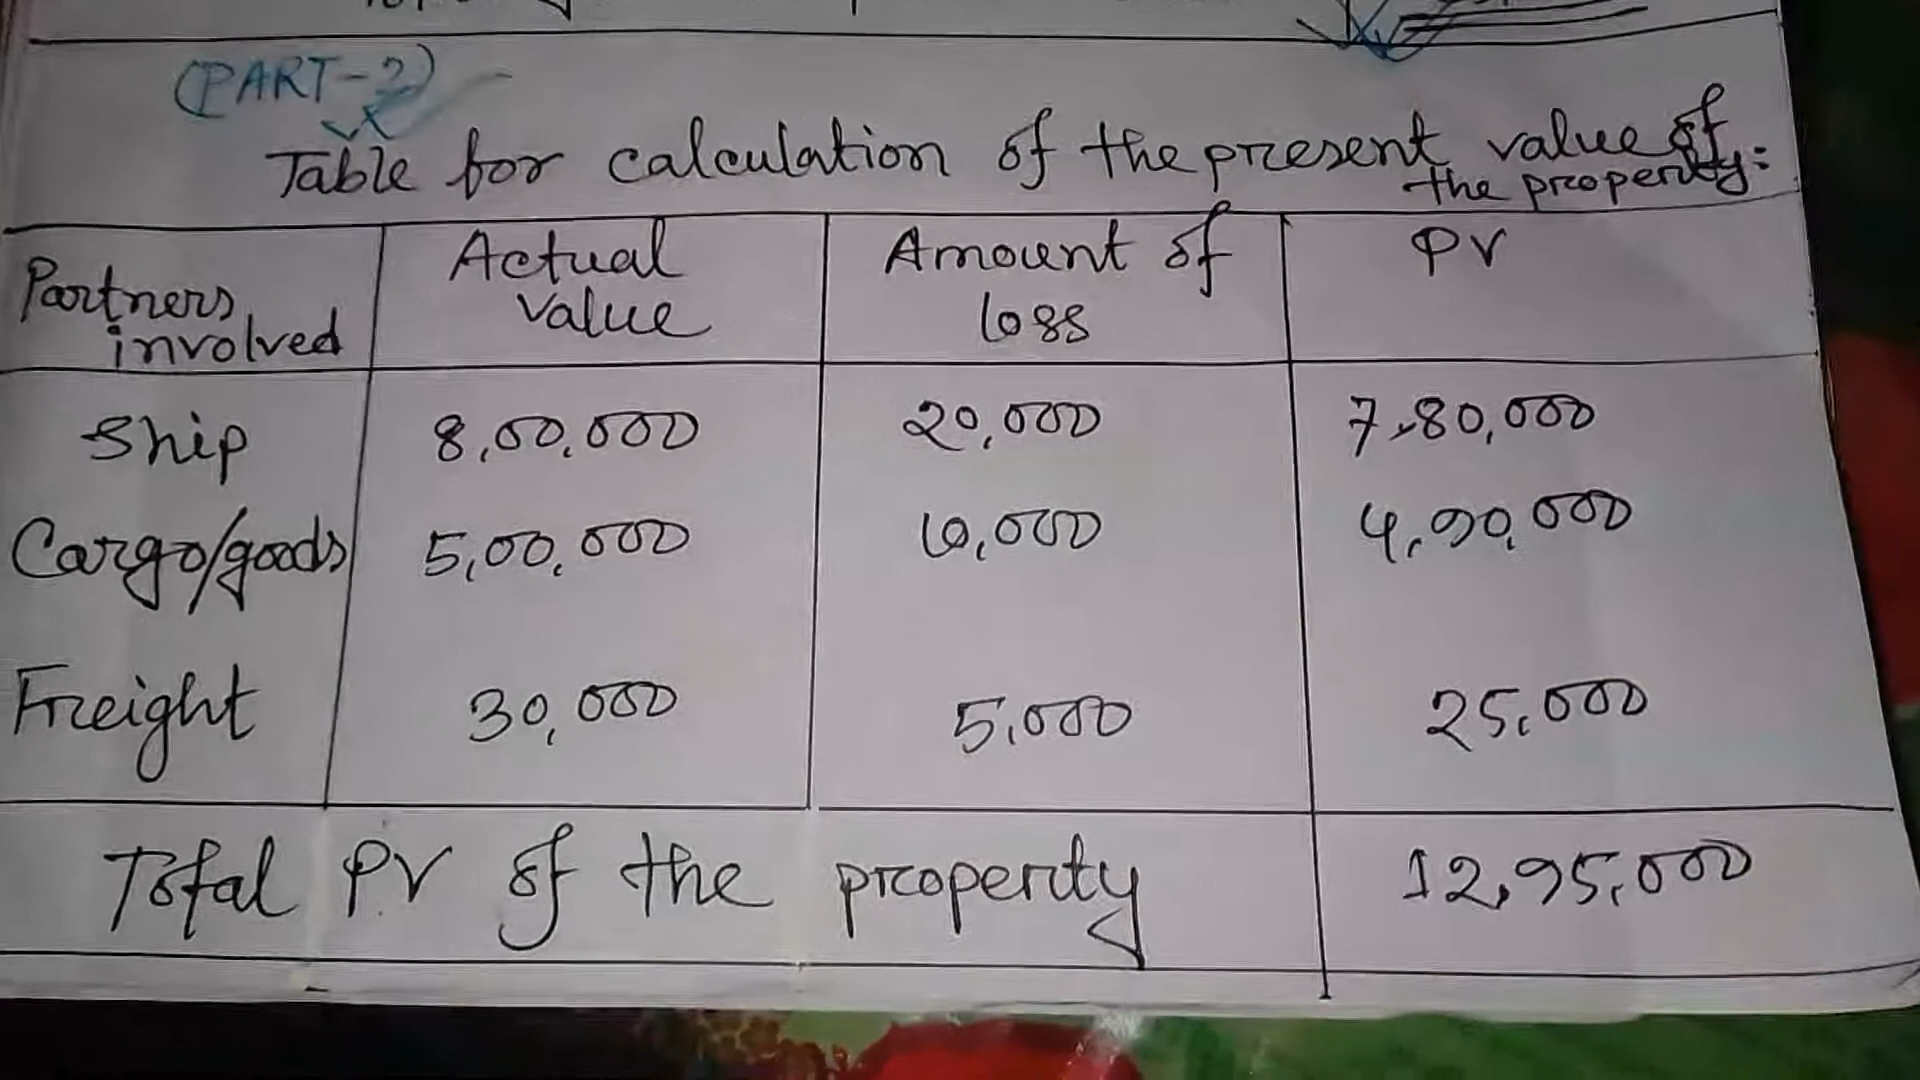 (PART-2)
Table for calculation of the present value of
the property:
Partners involved | Actual Value | Amount of loss | PV
Ship | 8,00,000 | 20,000 | 7,80,000
Cargo/goods | 5,00,000 | 10,000 | 4,90,000
Freight | 30,000 | 5,000 | 25,000
Total PV of the property | 12,95,000